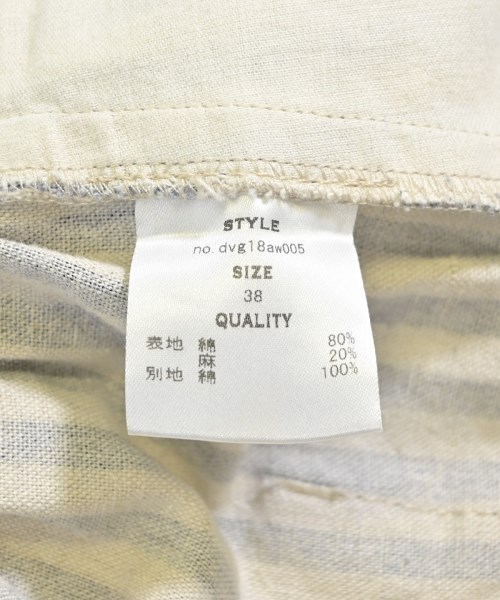 STYLE
no.dvg18aw005
SIZE
38
QUALITY
表地 綿 80%
麻 20%
別地 綿 100%